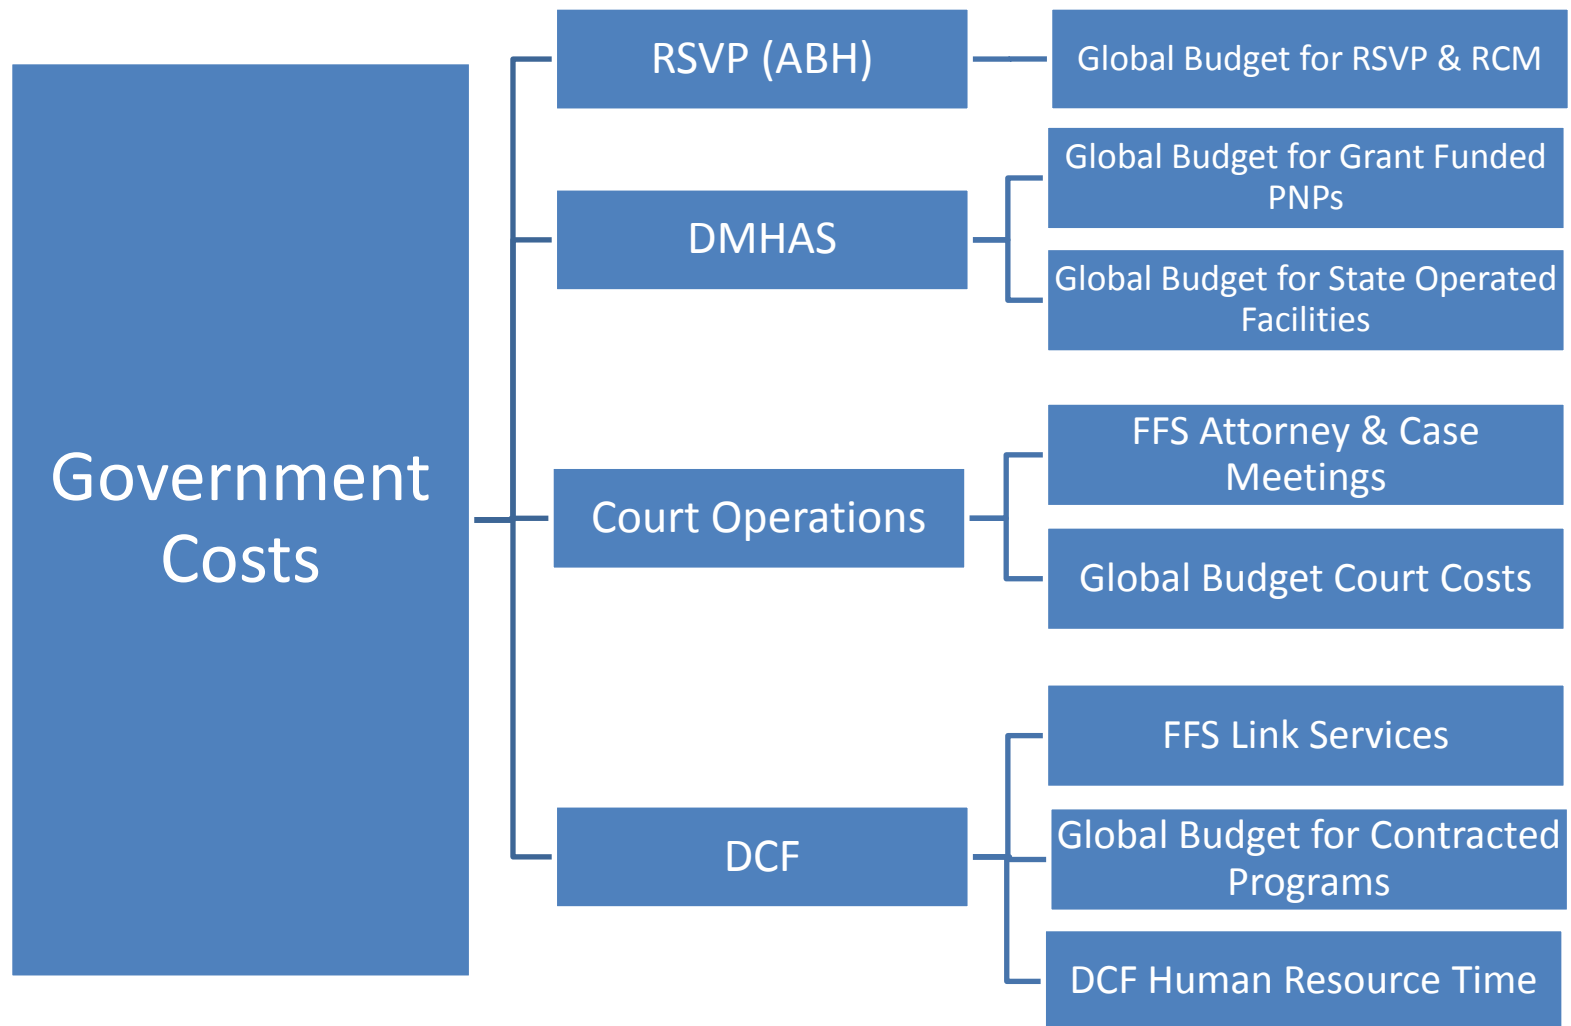 Government
Costs
RSVP (ABH)
Global Budget for RSVP & RCM
DMHAS
Global Budget for Grant Funded
PNPs
Global Budget for State Operated
Facilities
Court Operations
FFS Attorney & Case
Meetings
Global Budget Court Costs
DCF
FFS Link Services
Global Budget for Contracted
Programs
DCF Human Resource Time